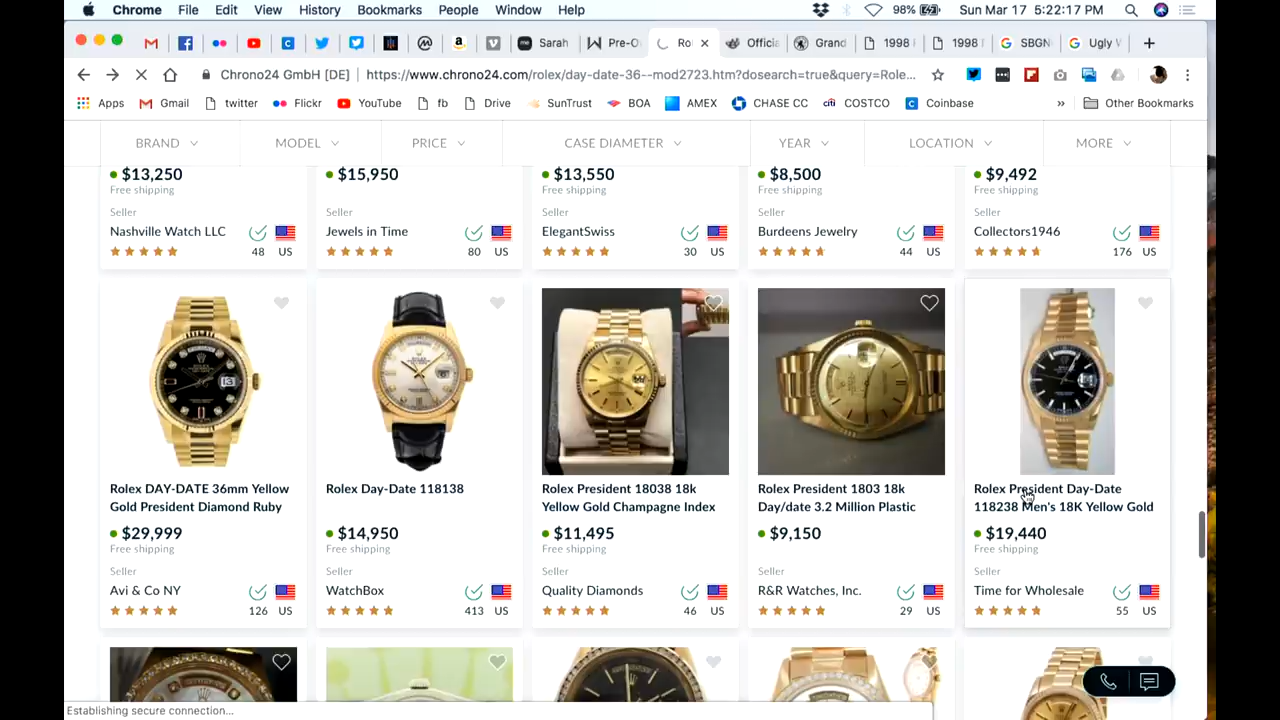 Chrome File Edit View History Bookmarks People Window Help 98% Sun Mar 17 5:22:17 PM
Sarah Pre-O Ro Officia Grand 1998 F 1998 SBGN Ugly
Chrono24 GmbH [DE] https://www.chrono24.com/rolex/day-date-36--mod2723.htm?dosearch=true&query=Role...
Apps Gmail twitter Flickr YouTube fb Drive SunTrust BOA AMEX CHASE CC COSTCO Coinbase » Other Bookmarks
BRAND MODEL PRICE CASE DIAMETER YEAR LOCATION MORE
$13,250 $15,950 $13,550 $8,500 $9,492
Free shipping Free shipping Free shipping Free shipping Free shipping
Seller Seller Seller Seller Seller
Nashville Watch LLC Jewels in Time ElegantSwiss Burdeens Jewelry Collectors1946
48 US 80 US 30 US 44 US 176 US
Rolex DAY-DATE 36mm Yellow Rolex Day-Date 118138 Rolex President 18038 18k Rolex President 1803 18k Rolex President Day-Date
Gold President Diamond Ruby Yellow Gold Champagne Index Day/date 3.2 Million Plastic 118238 Men's 18K Yellow Gold
$29,999 $14,950 $11,495 $9,150 $19,440
Free shipping Free shipping Free shipping Free shipping
Seller Seller Seller Seller Seller
Avi & Co NY WatchBox Quality Diamonds R&R Watches, Inc. Time for Wholesale
126 US 413 US 46 US 29 US 55 US
Establishing secure connection...